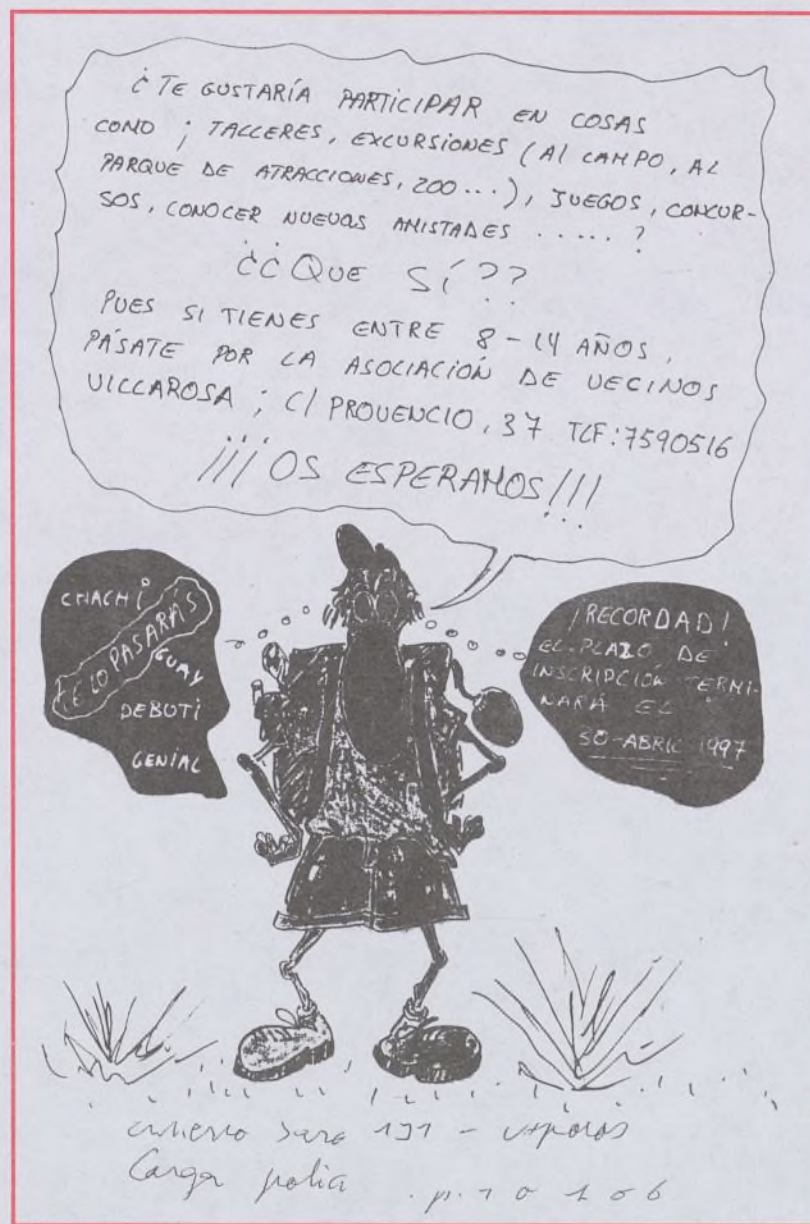 ¿TE GUSTARÍA PARTICIPAR EN COSAS
COMO ; TALLERES, EXCURSIONES (Al CAMPO, AL
PARQUE DE ATRACCIONES, ZOO...), JUEGOS, CONCUR-
SOS, CONOCER NUEVAS AMISTADES ..... ?
¿¿QUE SÍ??
PUES SI TIENES ENTRE 8-14 AÑOS,
PÁSATE POR LA ASOCIACIÓN DE VECINOS
VILLAROSA ; C/ PROVENCIO, 37 TLF:7590516
¡¡¡OS ESPERAMOS!!!
CHACHI
TE LO PASARÁS
GUAY
DEBUTI
GENIAL
¡RECORDAD!
EL PLAZO DE
INSCRIPCIÓN TERMI-
NARÁ EL
30-ABRIL 1997
Carga